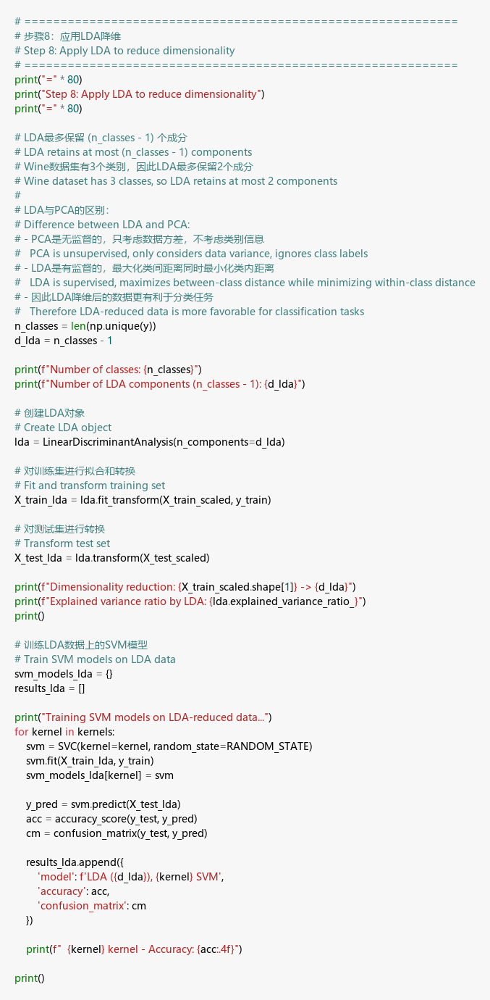 # ============================================================
# 步骤8：应用LDA降维
# Step 8: Apply LDA to reduce dimensionality
# ============================================================
print("=" * 80)
print("Step 8: Apply LDA to reduce dimensionality")
print("=" * 80)

# LDA最多保留 (n_classes - 1) 个成分
# LDA retains at most (n_classes - 1) components
# Wine数据集有3个类别，因此LDA最多保留2个成分
# Wine dataset has 3 classes, so LDA retains at most 2 components
#
# LDA与PCA的区别：
# Difference between LDA and PCA:
# - PCA是无监督的，只考虑数据方差，不考虑类别信息
#   PCA is unsupervised, only considers data variance, ignores class labels
# - LDA是有监督的，最大化类间距离同时最小化类内距离
#   LDA is supervised, maximizes between-class distance while minimizing within-class distance
# - 因此LDA降维后的数据更有利于分类任务
#   Therefore LDA-reduced data is more favorable for classification tasks
n_classes = len(np.unique(y))
d_lda = n_classes - 1

print(f"Number of classes: {n_classes}")
print(f"Number of LDA components (n_classes - 1): {d_lda}")

# 创建LDA对象
# Create LDA object
lda = LinearDiscriminantAnalysis(n_components=d_lda)

# 对训练集进行拟合和转换
# Fit and transform training set
X_train_lda = lda.fit_transform(X_train_scaled, y_train)

# 对测试集进行转换
# Transform test set
X_test_lda = lda.transform(X_test_scaled)

print(f"Dimensionality reduction: {X_train_scaled.shape[1]} -> {d_lda}")
print(f"Explained variance ratio by LDA: {lda.explained_variance_ratio_}")
print()

# 训练LDA数据上的SVM模型
# Train SVM models on LDA data
svm_models_lda = {}
results_lda = []

print("Training SVM models on LDA-reduced data...")
for kernel in kernels:
    svm = SVC(kernel=kernel, random_state=RANDOM_STATE)
    svm.fit(X_train_lda, y_train)
    svm_models_lda[kernel] = svm

    y_pred = svm.predict(X_test_lda)
    acc = accuracy_score(y_test, y_pred)
    cm = confusion_matrix(y_test, y_pred)

    results_lda.append({
        'model': f'LDA ({d_lda}), {kernel} SVM',
        'accuracy': acc,
        'confusion_matrix': cm
    })

    print(f"  {kernel} kernel - Accuracy: {acc:.4f}")

print()